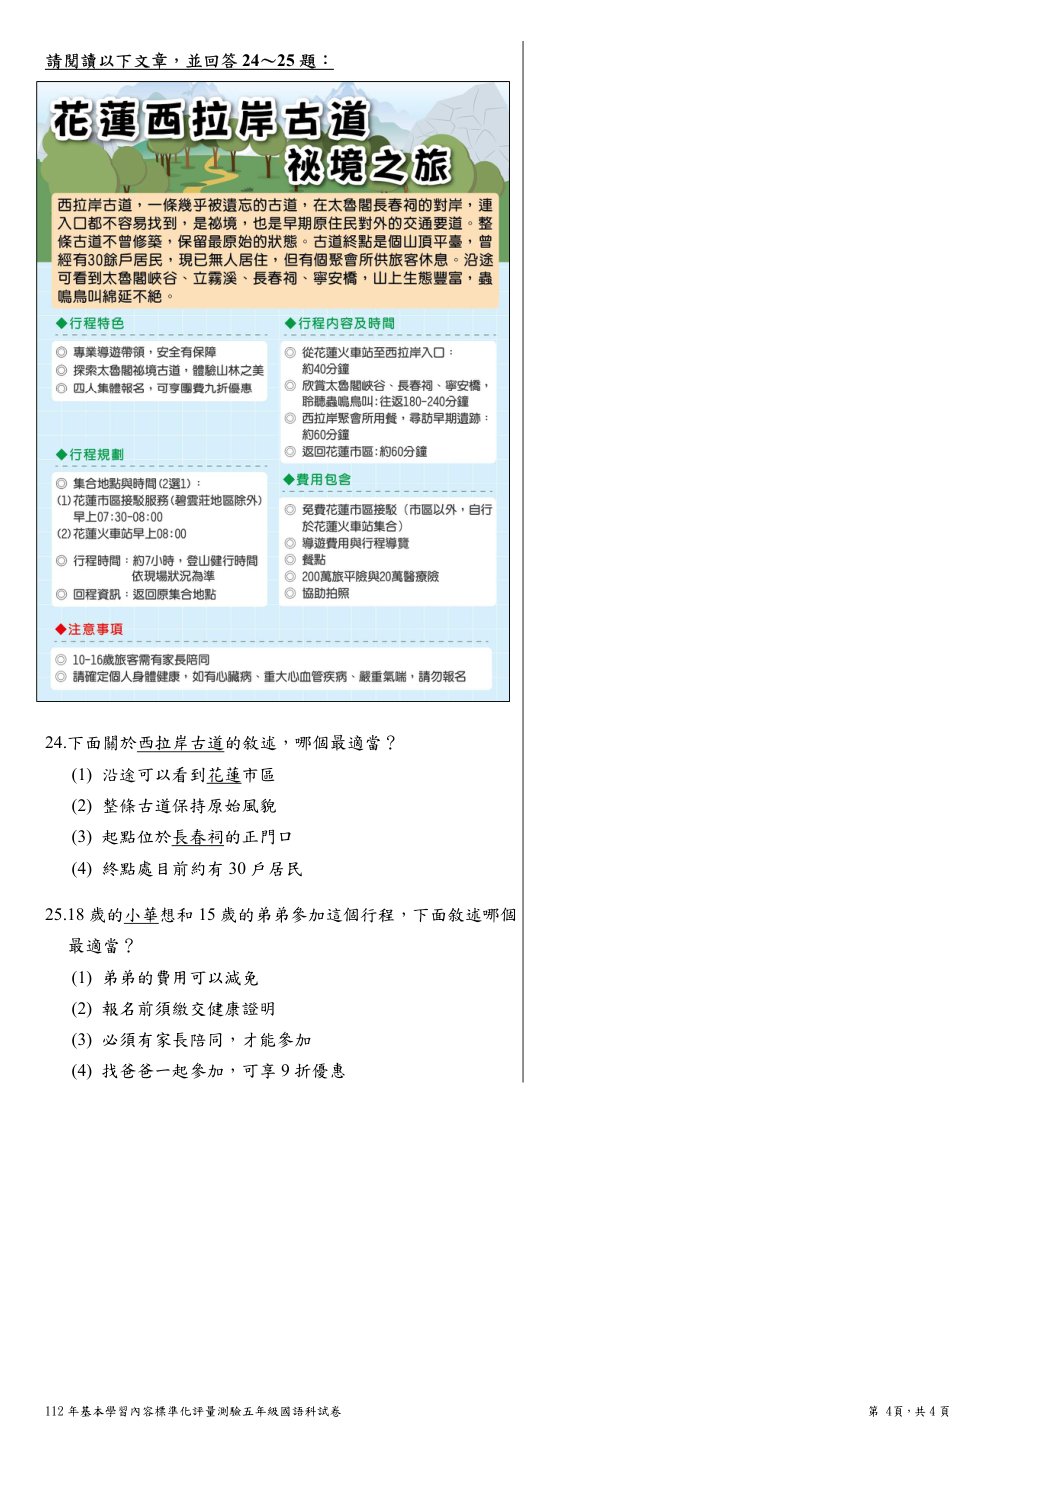 請閱讀以下文章，並回答 24～25 題：
花蓮西拉岸古道
祕境之旅
西拉岸古道，一條幾乎被遺忘的古道，在太魯閣長春祠的對岸，連
入口都不容易找到，是祕境，也是早期原住民對外的交通要道。整
條古道不曾修築，保留最原始的狀態。古道終點是個山頂平臺，曾
經有30餘戶居民，現已無人居住，但有個聚會所供旅客休息。沿途
可看到太魯閣峽谷、立霧溪、長春祠、寧安橋，山上生態豐富，蟲
鳴鳥叫綿延不絕。
◆行程特色
◎ 專業導遊帶領，安全有保障
◎ 探索太魯閣祕境古道，體驗山林之美
◎ 四人集體報名，可享團費九折優惠
◆行程規劃
◎ 集合地點與時間(2選1)：
(1)花蓮市區接駁服務(碧雲莊地區除外)
早上07:30-08:00
(2)花蓮火車站早上08:00
◎ 行程時間：約7小時，登山健行時間
依現場狀況為準
◎ 回程資訊：返回原集合地點
◆行程內容及時間
◎ 從花蓮火車站至西拉岸入口：
約40分鐘
◎ 欣賞太魯閣峽谷、長春祠、寧安橋，
聆聽蟲鳴鳥叫:往返180-240分鐘
◎ 西拉岸聚會所用餐，尋訪早期遺跡：
約60分鐘
◎ 返回花蓮市區:約60分鐘
◆費用包含
◎ 免費花蓮市區接駁（市區以外，自行
於花蓮火車站集合）
◎ 導遊費用與行程導覽
◎ 餐點
◎ 200萬旅平險與20萬醫療險
◎ 協助拍照
◆注意事項
◎ 10-16歲旅客需有家長陪同
◎ 請確定個人身體健康，如有心臟病、重大心血管疾病、嚴重氣喘，請勿報名
24.下面關於西拉岸古道的敘述，哪個最適當？
(1) 沿途可以看到花蓮市區
(2) 整條古道保持原始風貌
(3) 起點位於長春祠的正門口
(4) 終點處目前約有 30 戶居民
25.18 歲的小華想和 15 歲的弟弟參加這個行程，下面敘述哪個
最適當？
(1) 弟弟的費用可以減免
(2) 報名前須繳交健康證明
(3) 必須有家長陪同，才能參加
(4) 找爸爸一起參加，可享 9 折優惠
112 年基本學習內容標準化評量測驗五年級國語科試卷
第 4頁，共 4 頁